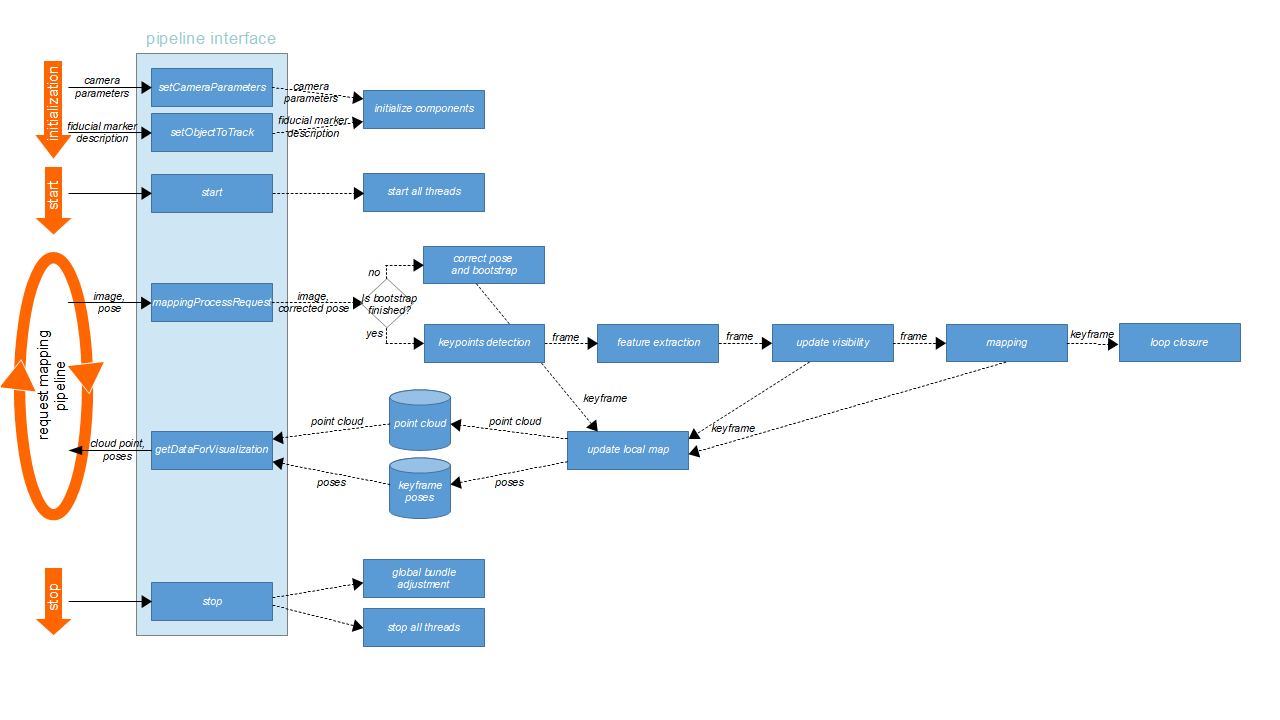 pipeline interface
initialization
camera
parameters
setCameraParameters
camera
parameters
initialize components
fiducial marker
description
setObjectToTrack
fiducial marker
description
start
start
start all threads
request mapping
pipeline
image,
pose
mappingProcessRequest
image,
corrected pose
Is bootstrap
finished?
no
yes
correct pose
and bootstrap
keypoints detection
frame
feature extraction
frame
update visibility
frame
mapping
keyframe
loop closure
keyframe
keyframe
update local map
point cloud
poses
point cloud
keyframe
poses
point cloud
poses
getDataForVisualization
cloud point,
poses
stop
stop
global bundle
adjustment
stop all threads